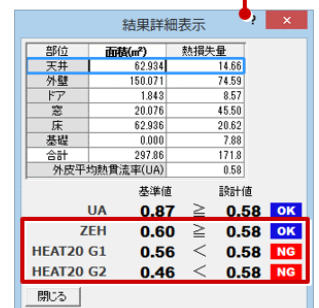 結果詳細表示 ? ×
部位 面積(㎡) 熱損失量
天井 62.934 14.66
外壁 150.071 74.59
ドア 1.843 8.57
窓 20.076 45.50
床 62.936 20.62
基礎 0.000 7.88
合計 297.86 171.8
外皮平均熱貫流率(UA) 0.58
基準値 設計値
UA 0.87 ≧ 0.58 OK
ZEH 0.60 ≧ 0.58 OK
HEAT20 G1 0.56 < 0.58 NG
HEAT20 G2 0.46 < 0.58 NG
閉じる